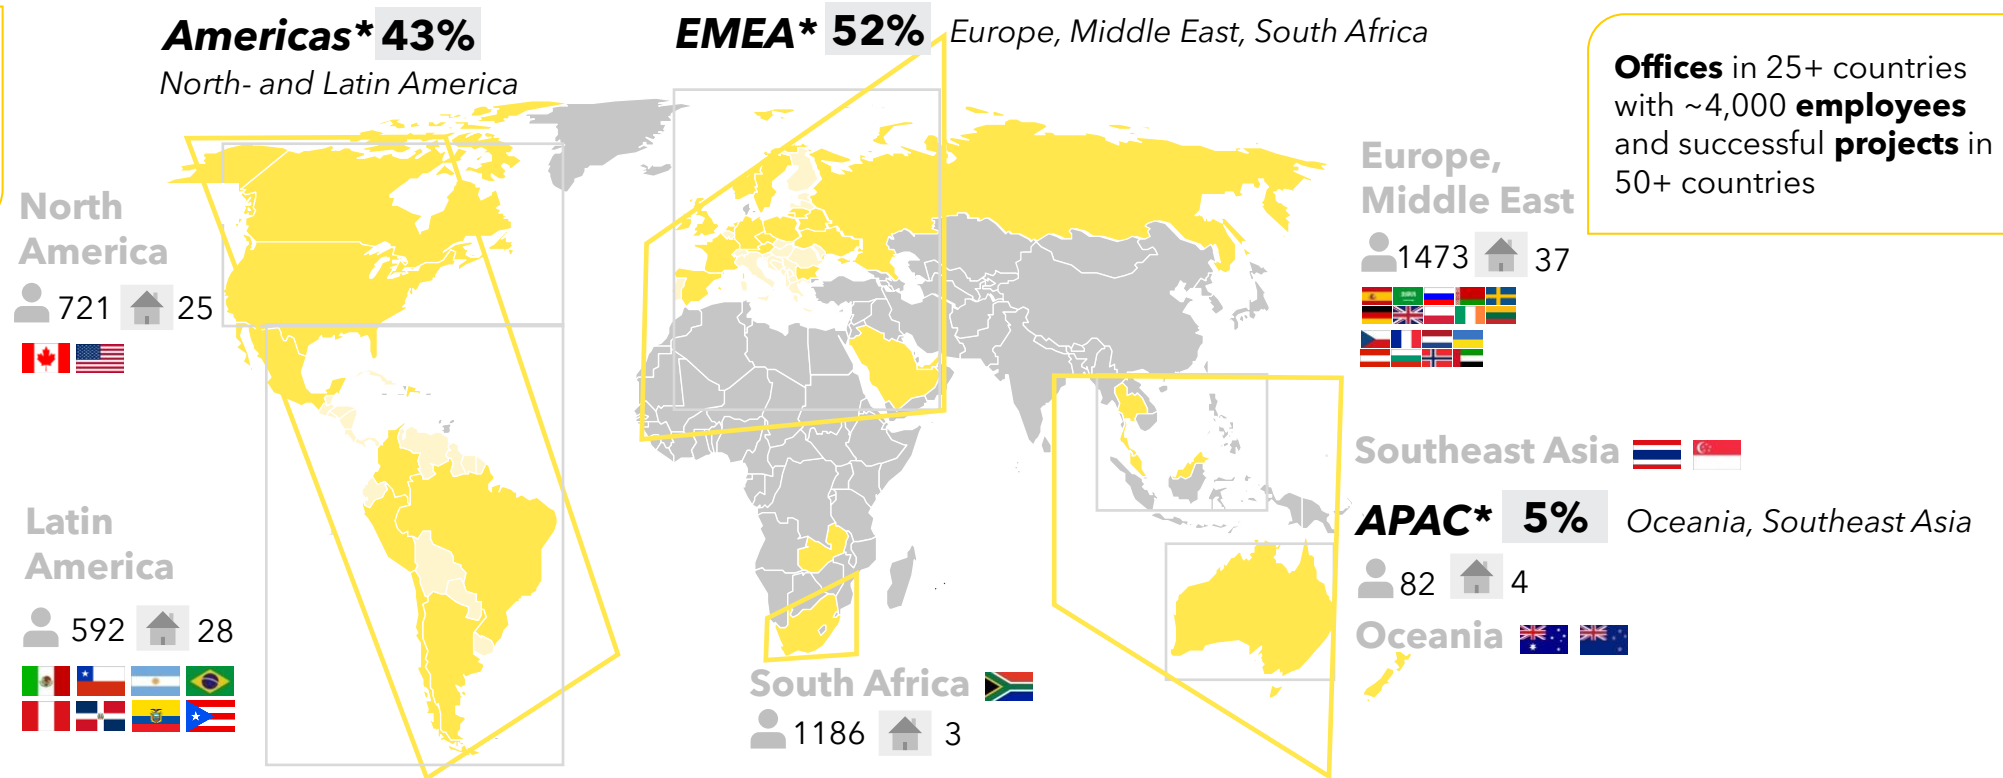 Americas* 43%
North- and Latin America
EMEA* 52% Europe, Middle East, South Africa
Offices in 25+ countries
with ~4,000 employees
and successful projects in
50+ countries
North
America
721 25
Europe,
Middle East
1473 37
Latin
America
592 28
Southeast Asia
APAC* 5% Oceania, Southeast Asia
82 4
Oceania
South Africa
1186 3